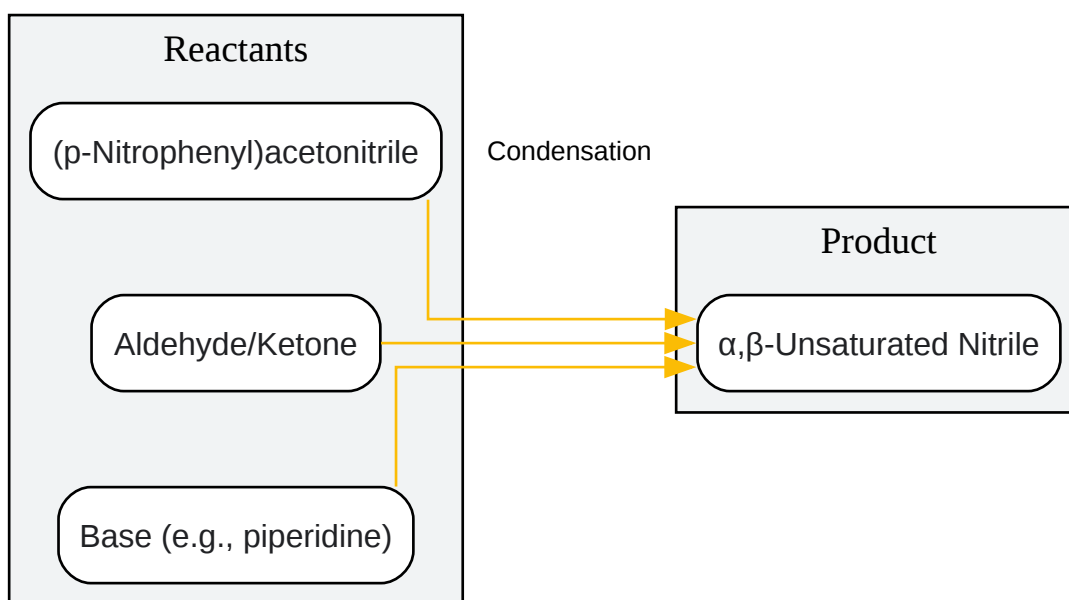 Reactants
(p-Nitrophenyl)acetonitrile
Condensation
Product
Aldehyde/Ketone
α,β-Unsaturated Nitrile
Base (e.g., piperidine)